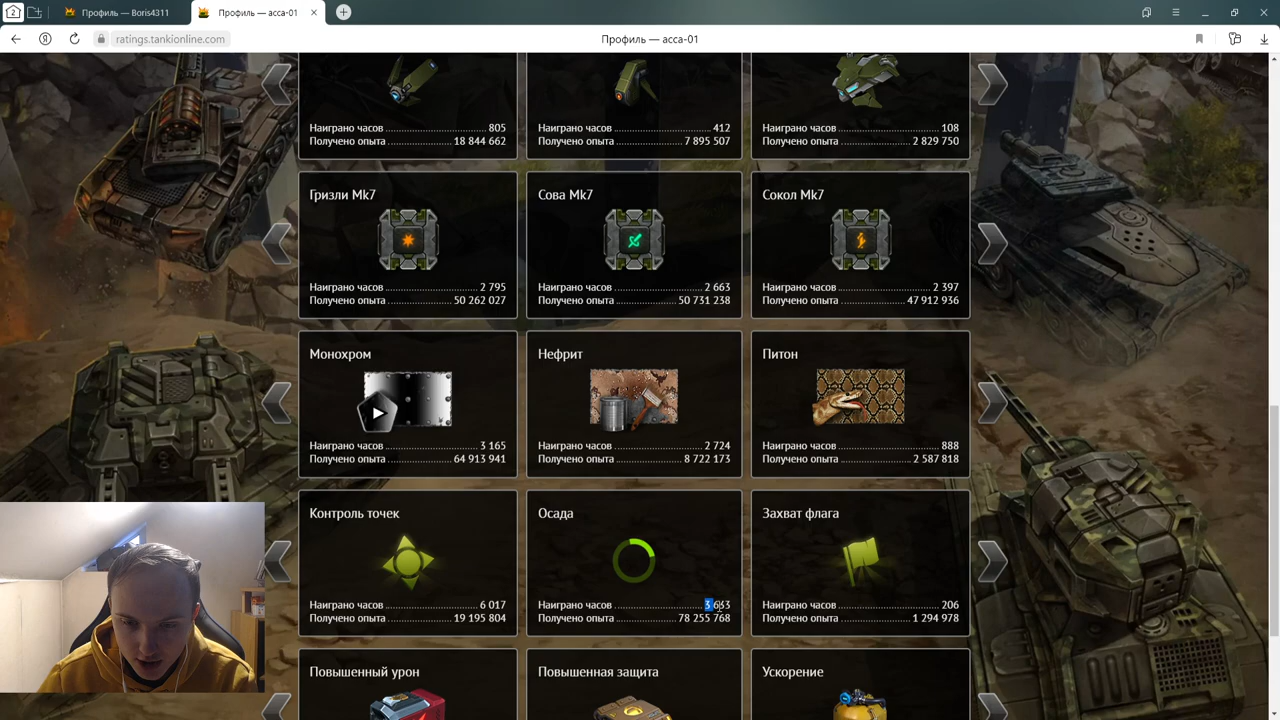 2
Профиль — Boris4311
Профиль — acca-01
ratings.tankionline.com
Профиль — acca-01
Наиграно часов 805
Получено опыта 18 844 662
Наиграно часов 412
Получено опыта 7 895 507
Наиграно часов 108
Получено опыта 2 829 750
Гризли Mk7
Наиграно часов 2 795
Получено опыта 50 262 027
Сова Mk7
Наиграно часов 2 663
Получено опыта 50 731 238
Сокол Mk7
Наиграно часов 2 397
Получено опыта 47 912 936
Монохром
Наиграно часов 3 165
Получено опыта 64 913 941
Нефрит
Наиграно часов 2 724
Получено опыта 8 722 173
Питон
Наиграно часов 888
Получено опыта 2 587 818
Контроль точек
Наиграно часов 6 017
Получено опыта 19 195 804
Осада
Наиграно часов
Получено опыта 78 255 768
Захват флага
Наиграно часов 206
Получено опыта 1 294 978
Повышенный урон
Повышенная защита
Ускорение